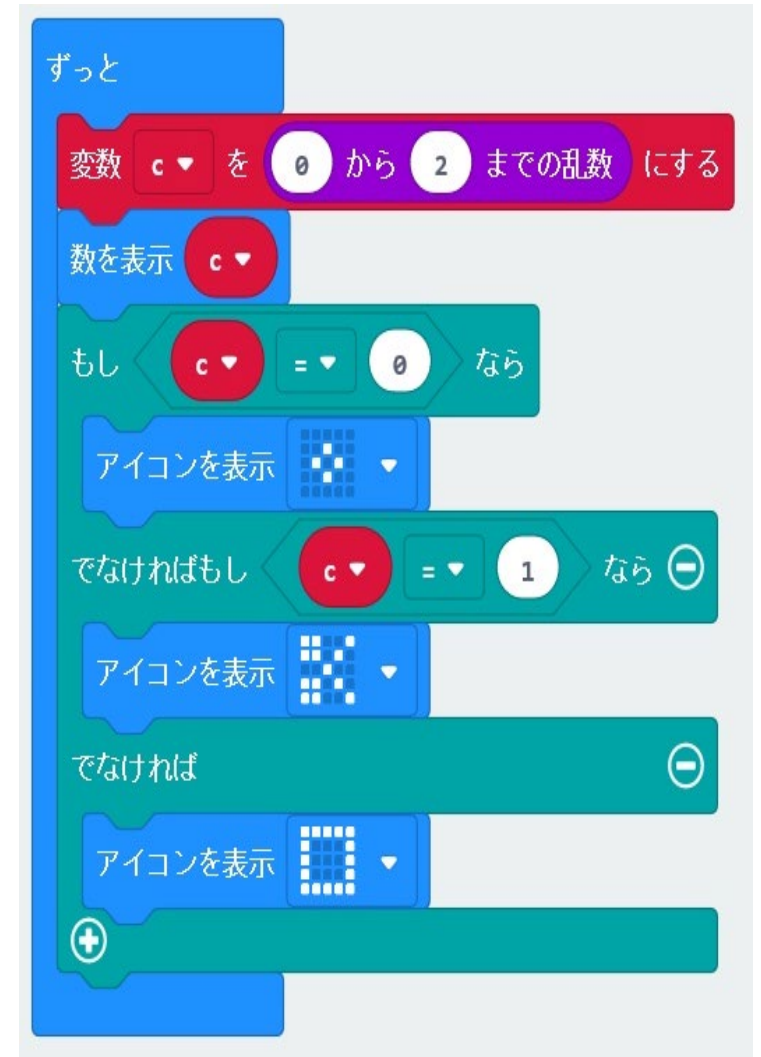 ずっと
変数 c を 0 から 2 までの乱数 にする
数を表示 c
もし c = 0 なら
アイコンを表示
でなければもし c = 1 なら
アイコンを表示
でなければ
アイコンを表示